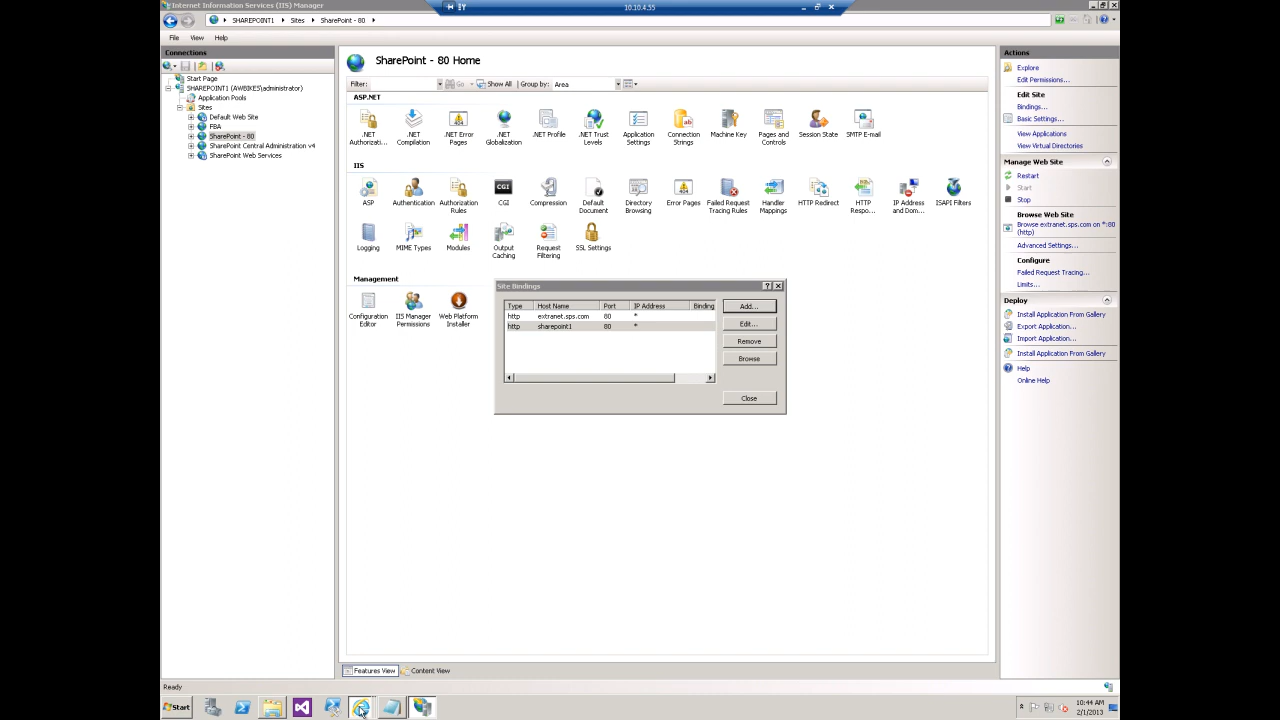 Internet Information Services (IIS) Manager
10.10.4.55
SHAREPOINT1
Sites
SharePoint - 80
File
View
Help
Connections
Start Page
SHAREPOINT1 (AWBIKES\administrator)
Application Pools
Sites
Default Web Site
FBA
SharePoint - 80
SharePoint Central Administration v4
SharePoint Web Services
SharePoint - 80 Home
Filter:
Go
Show All
Group by:
Area
ASP.NET
.NET Authorizati...
.NET Compilation
.NET Error Pages
.NET Globalization
.NET Profile
.NET Trust Levels
Application Settings
Connection Strings
Machine Key
Pages and Controls
Session State
SMTP E-mail
IIS
ASP
Authentication
Authorization Rules
CGI
Compression
Default Document
Directory Browsing
Error Pages
Failed Request Tracing Rules
Handler Mappings
HTTP Redirect
HTTP Respo...
IP Address and Dom...
ISAPI Filters
Logging
MIME Types
Modules
Output Caching
Request Filtering
SSL Settings
Management
Configuration Editor
IIS Manager Permissions
Web Platform Installer
Site Bindings
Type Host Name Port IP Address Binding
http extranet.sps.com 80 *
http sharepoint1 80 *
Add...
Edit...
Remove
Browse
Close
Actions
Explore
Edit Permissions...
Edit Site
Bindings...
Basic Settings...
View Applications
View Virtual Directories
Manage Web Site
Restart
Start
Stop
Browse Web Site
Browse extranet.sps.com on *:80
(http)
Advanced Settings...
Configure
Failed Request Tracing...
Limits...
Deploy
Install Application From Gallery
Export Application...
Import Application...
Install Application From Gallery
Help
Online Help
Features View
Content View
Ready
Start
10:44 AM
2/1/2013